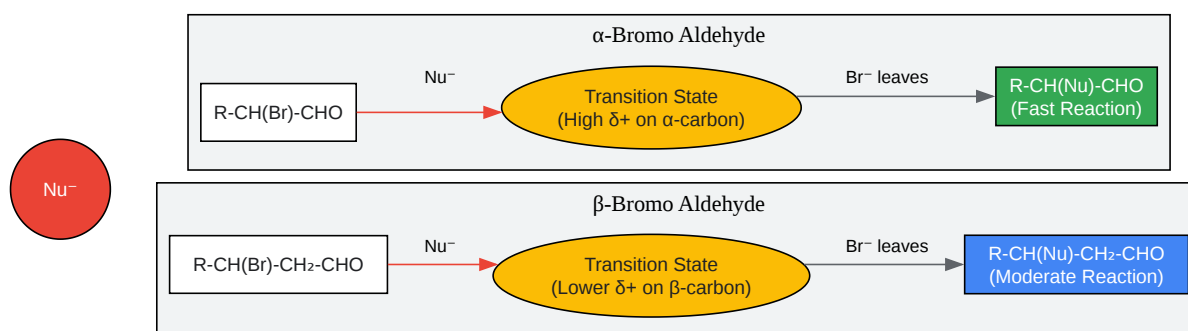 α-Bromo Aldehyde
R-CH(Br)-CHO
Nu⁻
Transition State
(High δ+ on α-carbon)
Br⁻ leaves
R-CH(Nu)-CHO
(Fast Reaction)
Nu⁻
β-Bromo Aldehyde
R-CH(Br)-CH₂-CHO
Nu⁻
Transition State
(Lower δ+ on β-carbon)
Br⁻ leaves
R-CH(Nu)-CH₂-CHO
(Moderate Reaction)